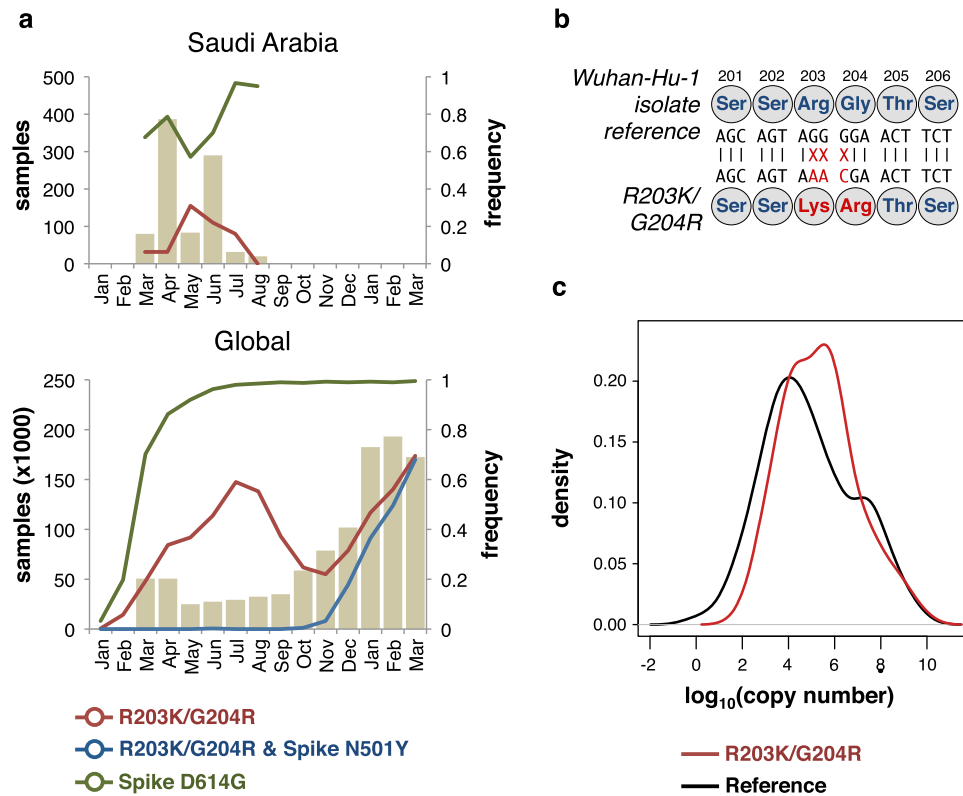 a
Saudi Arabia
samples
500
400
300
200
100
0
1
0.8
0.6
0.4
0.2
0
frequency
Jan Feb Mar Apr May Jun Jul Aug Sep Oct Nov Dec Jan Feb Mar
Global
samples (x1000)
250
200
150
100
50
0
1
0.8
0.6
0.4
0.2
0
frequency
Jan Feb Mar Apr May Jun Jul Aug Sep Oct Nov Dec Jan Feb Mar
R203K/G204R
R203K/G204R & Spike N501Y
Spike D614G
b
Wuhan-Hu-1
isolate
reference
201 202 203 204 205 206
Ser Ser Arg Gly Thr Ser
AGC AGT AGG GGA ACT TCT
||| ||| |XX X|| ||| |||
AGC AGT AAA CGA ACT TCT
R203K/
G204R
Ser Ser Lys Arg Thr Ser
c
density
0.20
0.15
0.10
0.05
0.00
-2 0 2 4 6 8 10
log10(copy number)
R203K/G204R
Reference